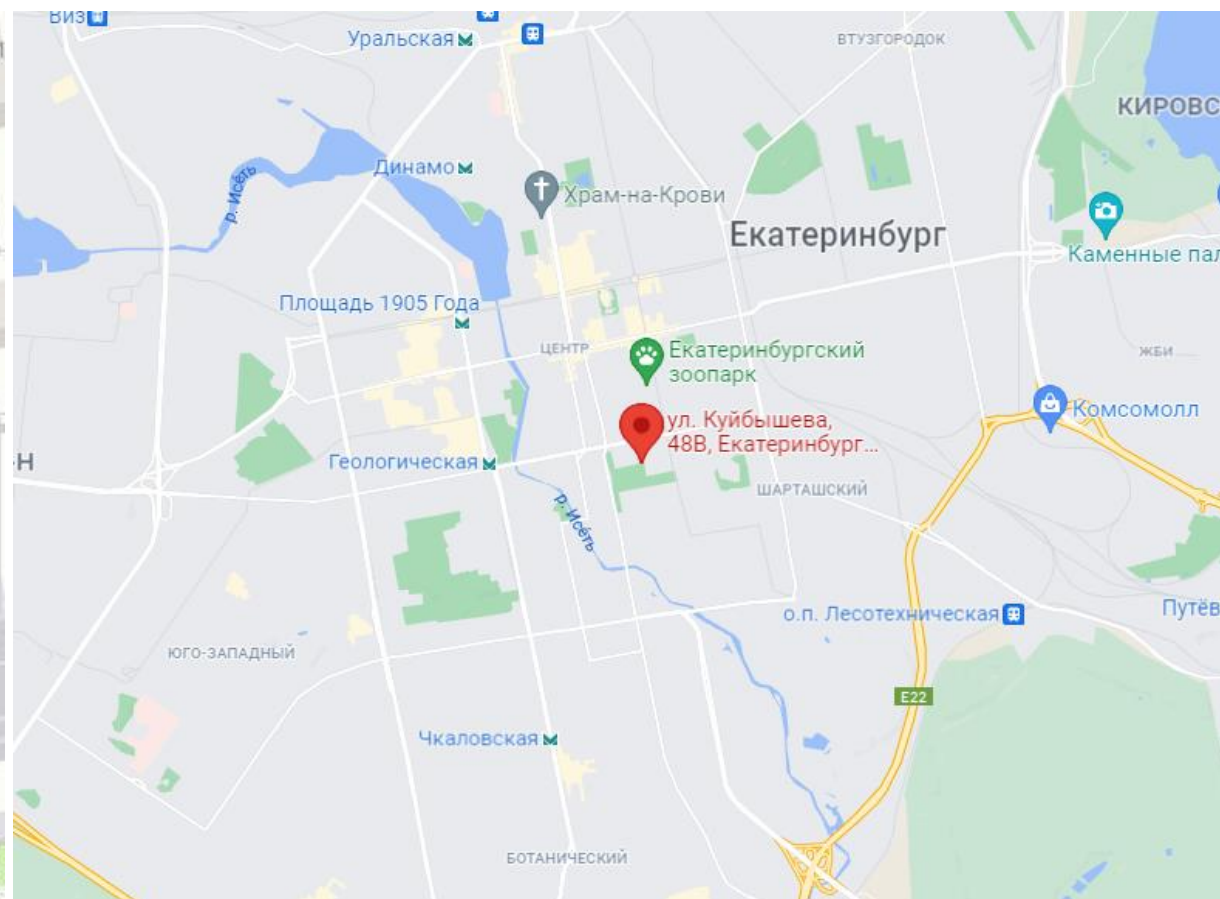 ВИЗ
Уральская
ВТУЗГОРОДОК
КИРОВС
р. Исеть
Динамо
Храм-на-Крови
Екатеринбург
Каменные пал
Площадь 1905 Года
ЦЕНТР
Екатеринбургский
зоопарк
ЖБИ
Комсомолл
ул. Куйбышева,
48В, Екатеринбург...
Н
Геологическая
ШАРТАШСКИЙ
р. Исеть
о.п. Лесотехническая
Путёв
ЮГО-ЗАПАДНЫЙ
E22
Чкаловская
БОТАНИЧЕСКИЙ